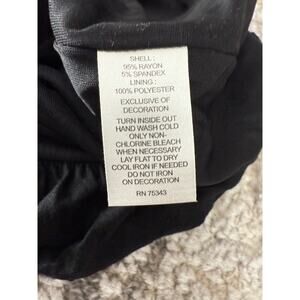 SHELL :
95% RAYON
5% SPANDEX
LINING :
100% POLYESTER
EXCLUSIVE OF
DECORATION
TURN INSIDE OUT
HAND WASH COLD
ONLY NON-
CHLORINE BLEACH
WHEN NECESSARY
LAY FLAT TO DRY
COOL IRON IF NEEDED
DO NOT IRON
ON DECORATION
RN 75343